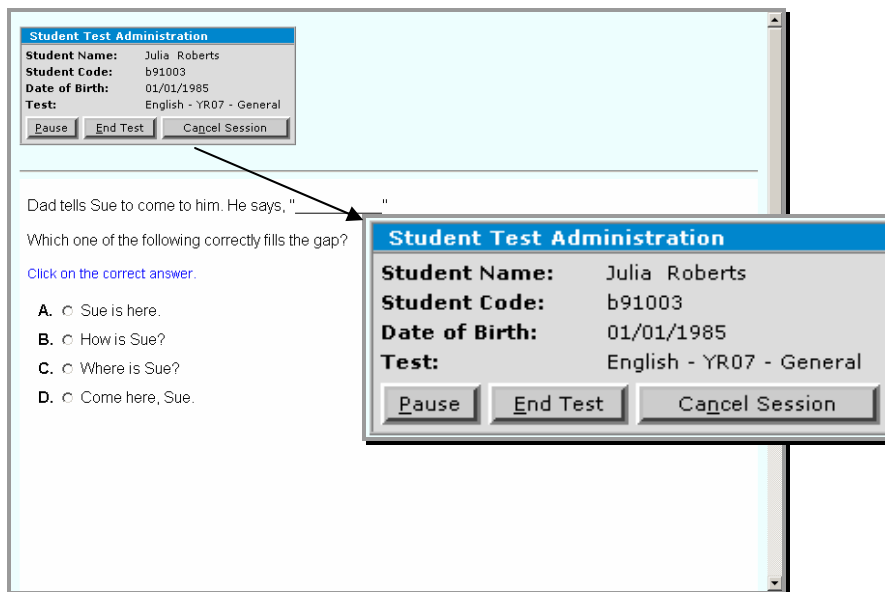 Student Test Administration
Student Name: Julia Roberts
Student Code: b91003
Date of Birth: 01/01/1985
Test: English - YR07 - General
Pause End Test Cancel Session
Dad tells Sue to come to him. He says, "___________"
Which one of the following correctly fills the gap?
Click on the correct answer.
A. Sue is here.
B. How is Sue?
C. Where is Sue?
D. Come here, Sue.
Student Test Administration
Student Name: Julia Roberts
Student Code: b91003
Date of Birth: 01/01/1985
Test: English - YR07 - General
Pause End Test Cancel Session